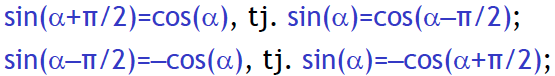 sin(α+π/2)=cos(α), tj. sin(α)=cos(α–π/2);
sin(α–π/2)=–cos(α), tj. sin(α)=–cos(α+π/2);